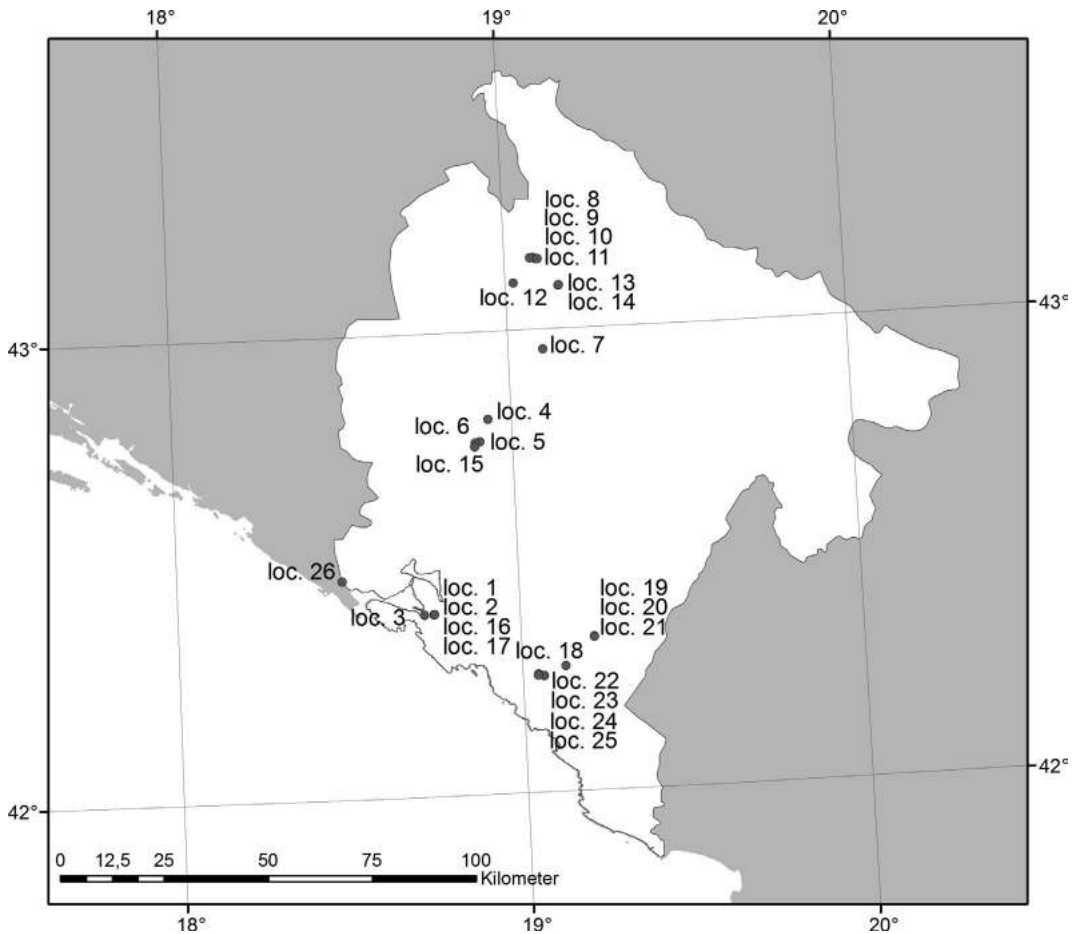 18°
19°
20°
loc. 8
loc. 9
loc. 10
loc. 11
loc. 12
loc. 13
loc. 14
43°
43°
loc. 7
loc. 4
loc. 6
loc. 5
loc. 15
loc. 26
loc. 1
loc. 2
loc. 3
loc. 16
loc. 17
loc. 19
loc. 20
loc. 21
loc. 18
loc. 22
loc. 23
loc. 24
loc. 25
42°
42°
0 12,5 25 50 75 100
Kilometer
18°
19°
20°